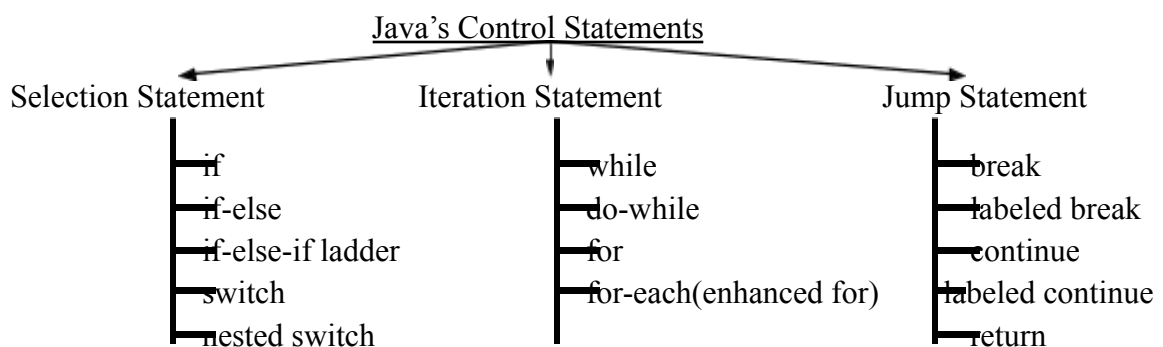 Java’s Control Statements
Selection Statement
if
if-else
if-else-if ladder
switch
nested switch
Iteration Statement
while
do-while
for
for-each(enhanced for)
Jump Statement
break
labeled break
continue
labeled continue
return